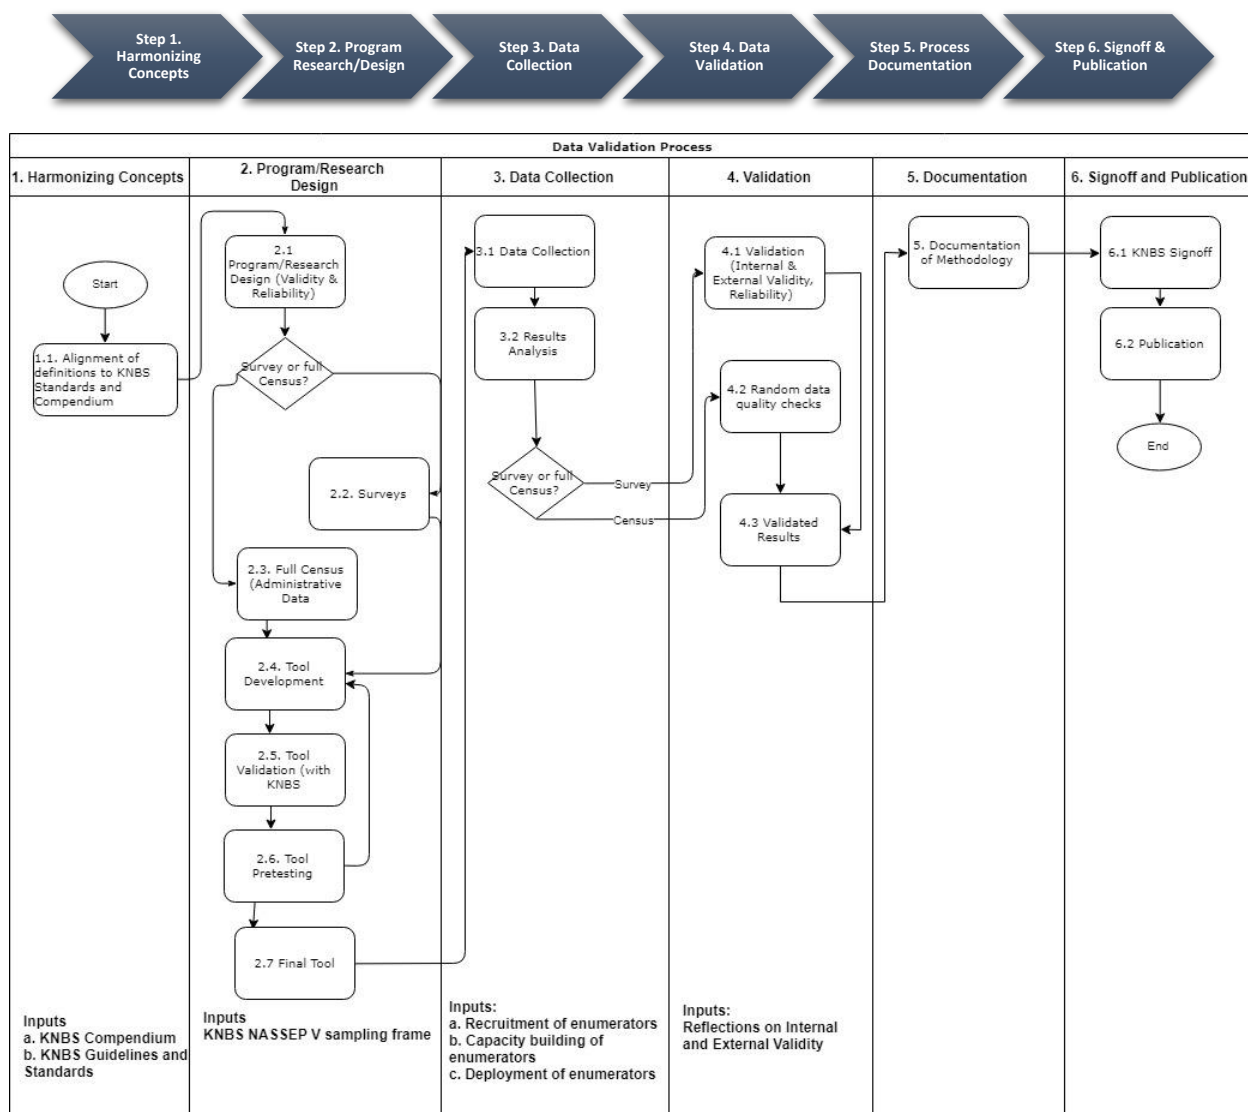 Step 1.
Harmonizing
Concepts
Step 2. Program
Research/Design
Step 3. Data
Collection
Step 4. Data
Validation
Step 5. Process
Documentation
Step 6. Signoff &
Publication
Data Validation Process
1. Harmonizing Concepts
2. Program/Research
Design
3. Data Collection
4. Validation
5. Documentation
6. Signoff and Publication
Start
1.1. Alignment of
definitions to KNBS
Standards and
Compendium
Inputs
a. KNBS Compendium
b. KNBS Guidelines and
Standards
2.1
Program/Research
Design (Validity &
Reliability)
Survey or full
Census?
2.2. Surveys
2.3. Full Census
(Administrative
Data
2.4. Tool
Development
2.5. Tool
Validation (with
KNBS
2.6. Tool
Pretesting
2.7 Final Tool
Inputs
KNBS NASSEP V sampling frame
3.1 Data Collection
3.2 Results
Analysis
Survey or full
Census?
Survey
Census
Inputs:
a. Recruitment of enumerators
b. Capacity building of
enumerators
c. Deployment of enumerators
4.1 Validation
(Internal &
External Validity,
Reliability)
4.2 Random data
quality checks
4.3 Validated
Results
Inputs:
Reflections on Internal
and External Validity
5. Documentation
of Methodology
6.1 KNBS Signoff
6.2 Publication
End